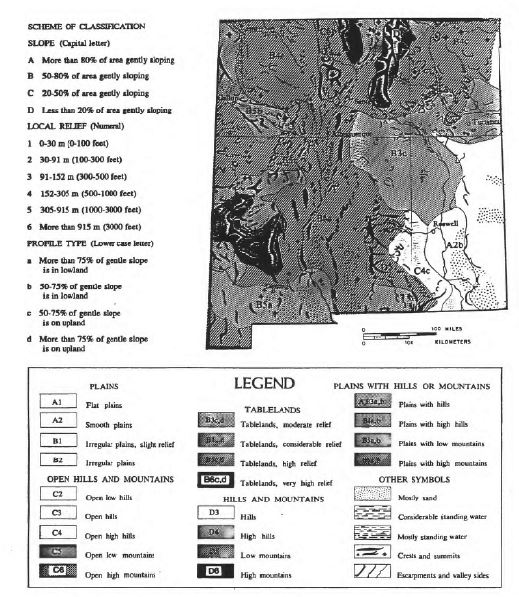 SCHEME OF CLASSIFICATION
SLOPE (Capital letter)
A More than 80% of area gently sloping
B 50-80% of area gently sloping
C 20-50% of area gently sloping
D Less than 20% of area gently sloping
LOCAL RELIEF (Numeral)
1 0-30 m (0-100 feet)
2 30-91 m (100-300 feet)
3 91-152 m (300-500 feet)
4 152-305 m (500-1000 feet)
5 305-915 m (1000-3000 feet)
6 More than 915 m (3000 feet)
PROFILE TYPE (Lower case letter)
a More than 75% of gentle slope
is in lowland
b 50-75% of gentle slope
is in lowland
c 50-75% of gentle slope
is on upland
d More than 75% of gentle slope
is on upland
B3c
Roswell
A2b
C4c
B5a
0 100 MILES
0 100 KILOMETERS
LEGEND
PLAINS
A1 Flat plains
A2 Smooth plains
B1 Irregular plains, slight relief
B2 Irregular plains
OPEN HILLS AND MOUNTAINS
C2 Open low hills
C3 Open hills
C4 Open high hills
C5 Open low mountains
C6 Open high mountains
TABLELANDS
B3c,d Tablelands, moderate relief
Tablelands, considerable relief
Tablelands, high relief
B6c,d Tablelands, very high relief
HILLS AND MOUNTAINS
D3 Hills
D4 High hills
Low mountains
D6 High mountains
PLAINS WITH HILLS OR MOUNTAINS
Plains with hills
Plains with high hills
Plains with low mountains
Plains with high mountains
OTHER SYMBOLS
Mostly sand
Considerable standing water
Mostly standing water
Crests and summits
Escarpments and valley sides